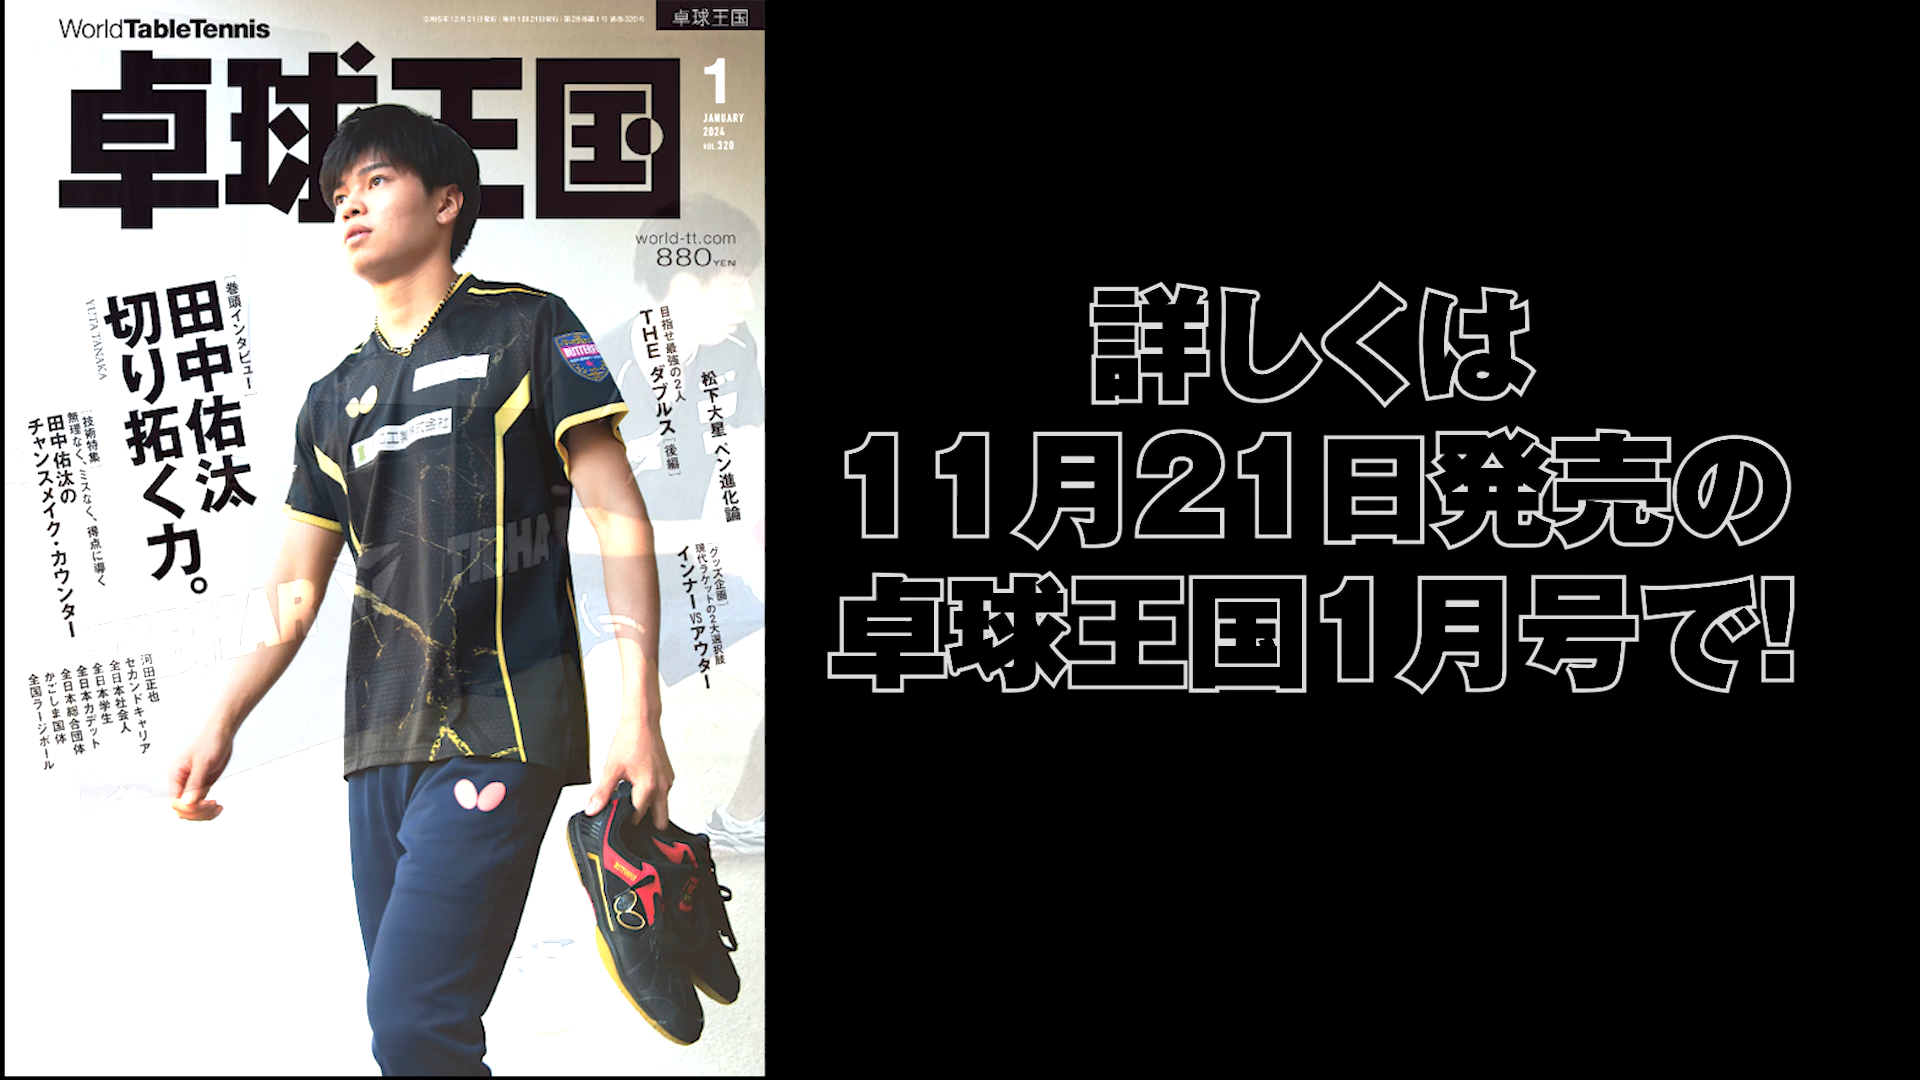 WorldTableTennis
卓球王国
卓球王国
1
JANUARY
2024
VOL.320
world-tt.com
880YEN
[巻頭インタビュー]
田中佑汰
切り拓く力。
YUTA TANAKA
[技術特集]
無理なく、ミスなく、得点に導く
田中佑汰の
チャンスメイク・カウンター
目指せ最強の2人
THE ダブルス[後編]
松下大星 ペン進化論
[グッズ企画]
現代ラケットの2大選択肢
インナーVSアウター
河田正也
セカンドキャリア
全日本社会人
全日本学生
全日本カデット
全日本総合団体
かごしま国体
全国ラージボール
BUTTERFLY
TIBHAR
詳しくは
11月21日発売の
卓球王国1月号で!